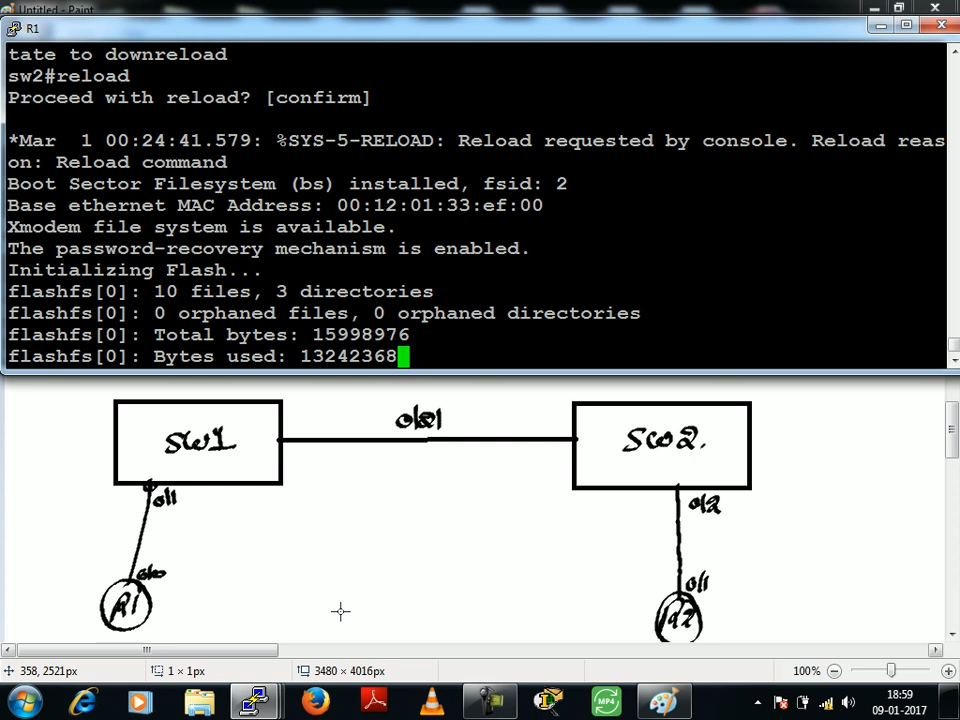 Untitled - Paint
R1
tate to downreload
sw2#reload
Proceed with reload? [confirm]
*Mar  1 00:24:41.579: %SYS-5-RELOAD: Reload requested by console. Reload reas
on: Reload command
Boot Sector Filesystem (bs) installed, fsid: 2
Base ethernet MAC Address: 00:12:01:33:ef:00
Xmodem file system is available.
The password-recovery mechanism is enabled.
Initializing Flash...
flashfs[0]: 10 files, 3 directories
flashfs[0]: 0 orphaned files, 0 orphaned directories
flashfs[0]: Total bytes: 15998976
flashfs[0]: Bytes used: 13242368
SW1
SW2.
0/1
0/2
0/0
0/1
R1
R2
358, 2521px
1 × 1px
3480 × 4016px
100%
MP4
18:59
09-01-2017